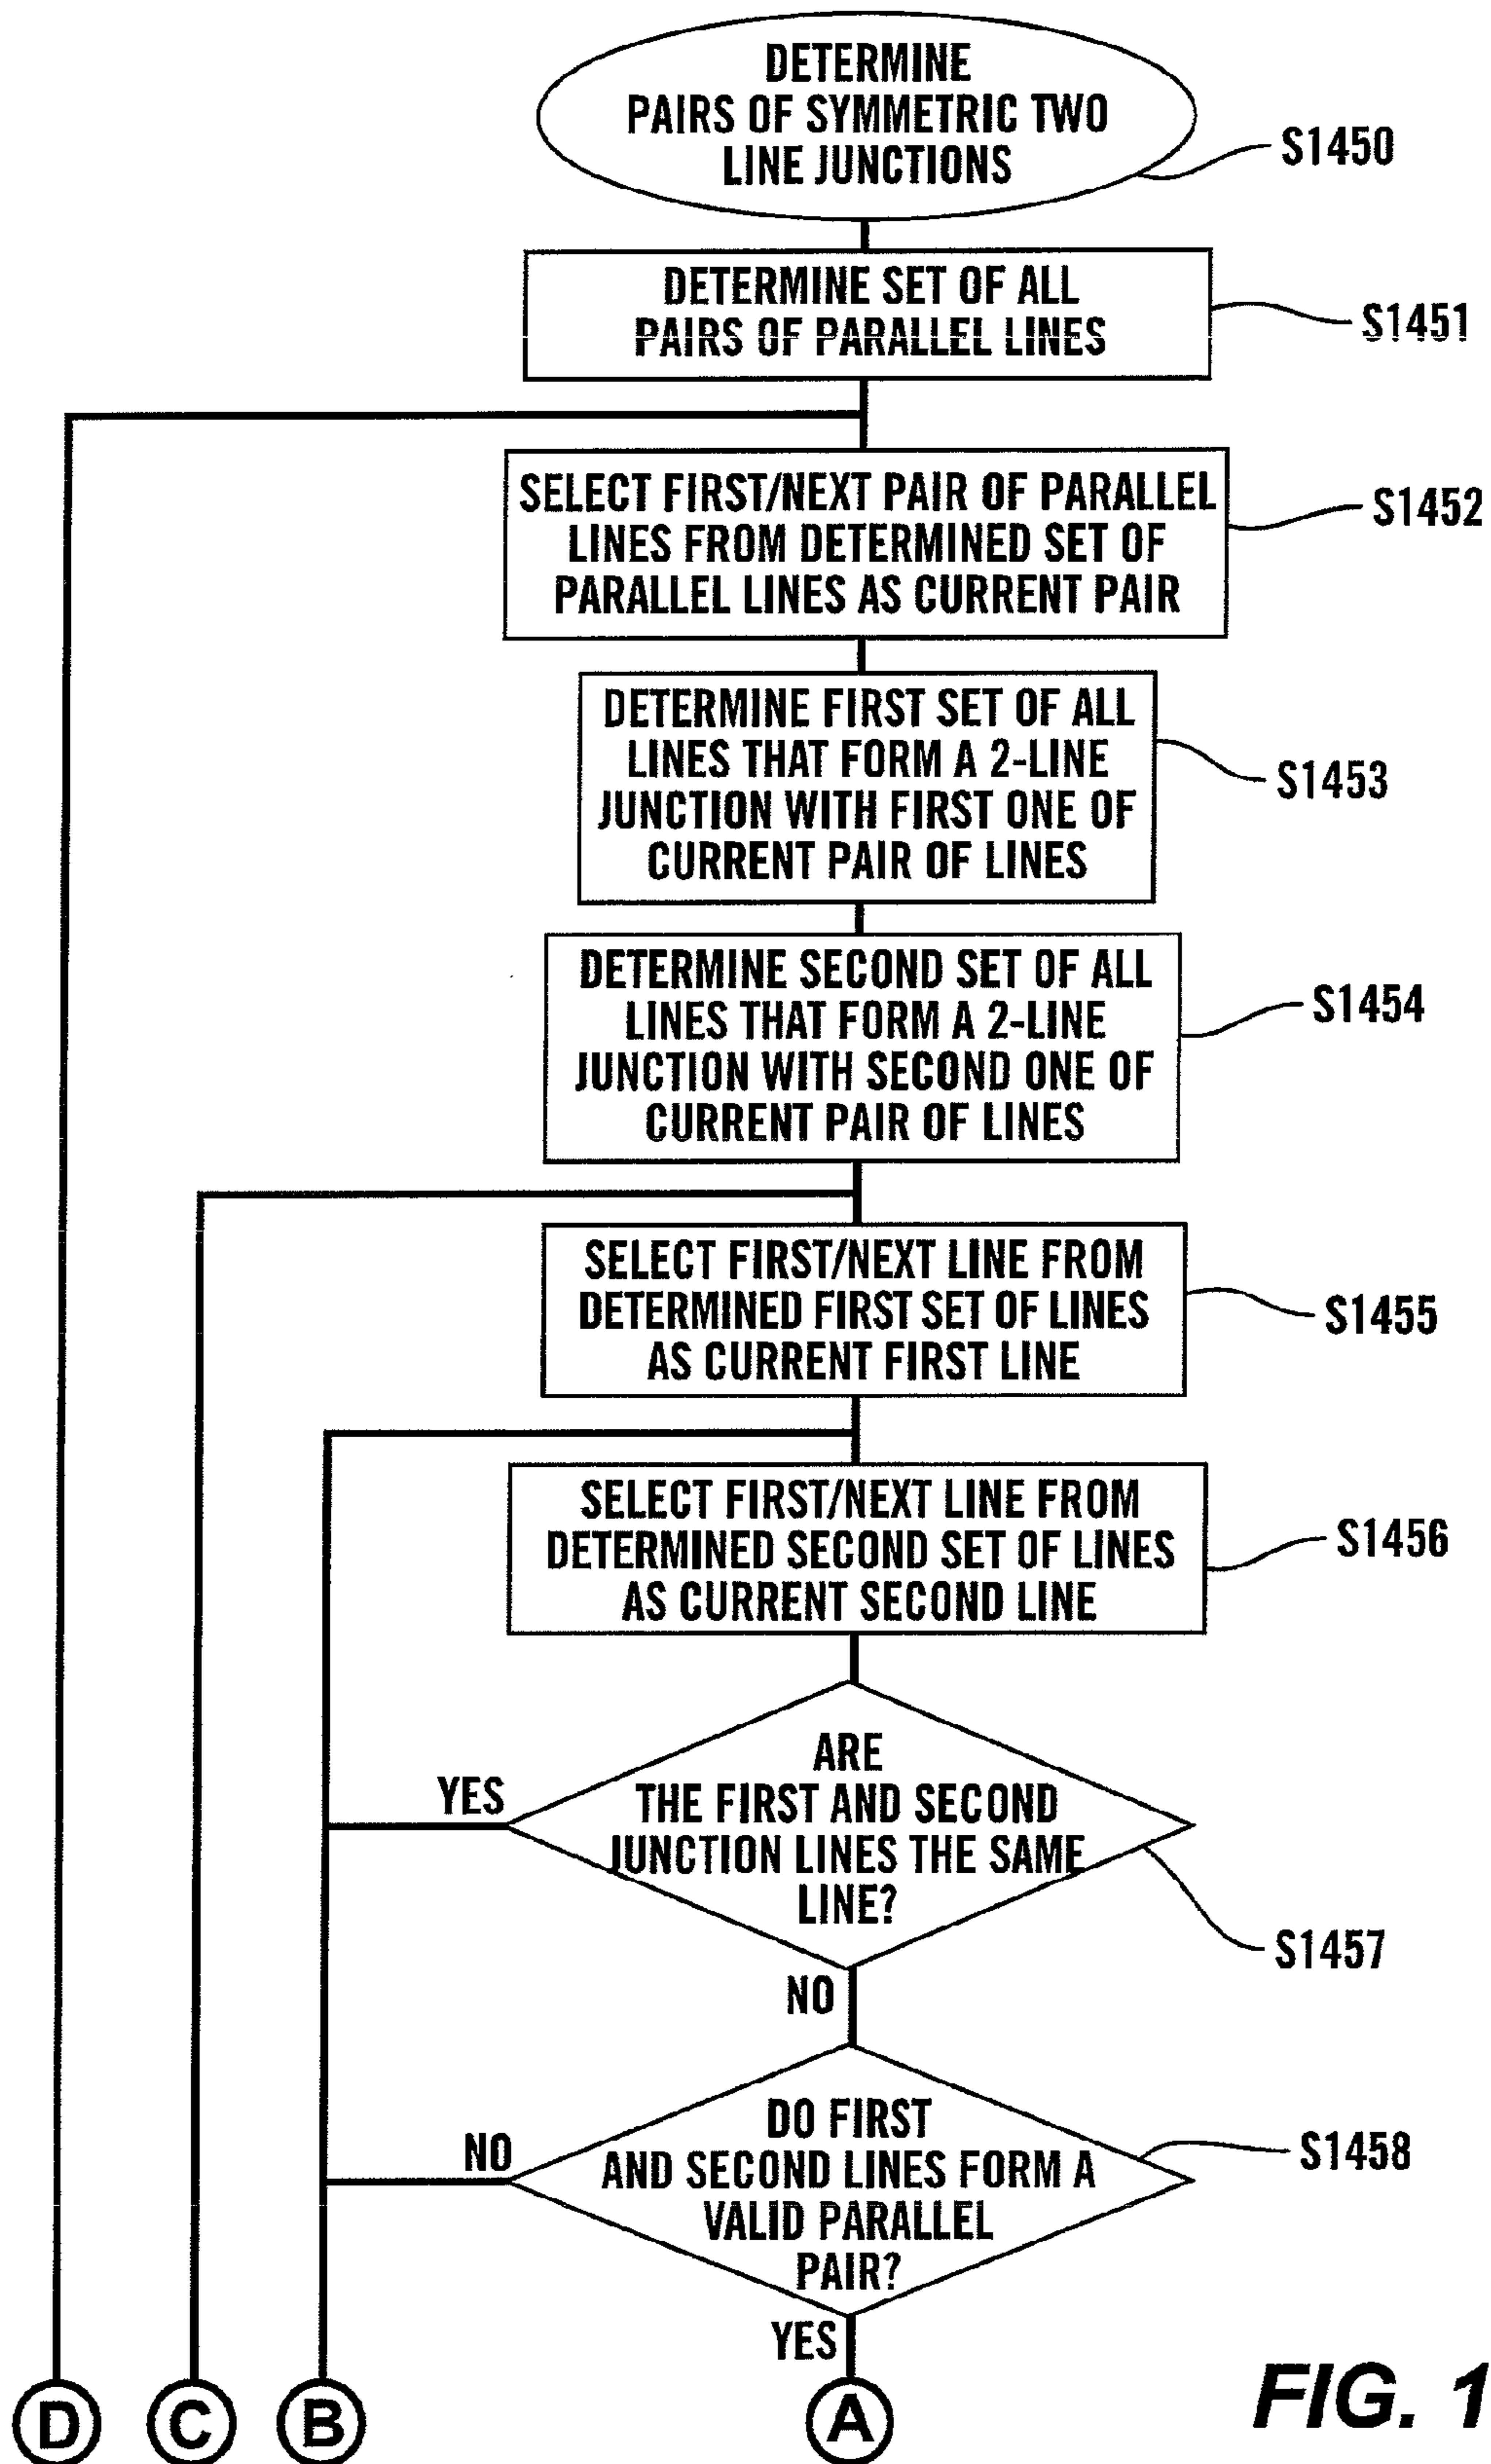 DETERMINE
PAIRS OF SYMMETRIC TWO
LINE JUNCTIONS
S1450
DETERMINE SET OF ALL
PAIRS OF PARALLEL LINES
S1451
SELECT FIRST/NEXT PAIR OF PARALLEL
LINES FROM DETERMINED SET OF
PARALLEL LINES AS CURRENT PAIR
S1452
DETERMINE FIRST SET OF ALL
LINES THAT FORM A 2-LINE
JUNCTION WITH FIRST ONE OF
CURRENT PAIR OF LINES
S1453
DETERMINE SECOND SET OF ALL
LINES THAT FORM A 2-LINE
JUNCTION WITH SECOND ONE OF
CURRENT PAIR OF LINES
S1454
SELECT FIRST/NEXT LINE FROM
DETERMINED FIRST SET OF LINES
AS CURRENT FIRST LINE
S1455
SELECT FIRST/NEXT LINE FROM
DETERMINED SECOND SET OF LINES
AS CURRENT SECOND LINE
S1456
ARE
THE FIRST AND SECOND
JUNCTION LINES THE SAME
LINE?
YES
S1457
NO
DO FIRST
AND SECOND LINES FORM A
VALID PARALLEL
PAIR?
NO
S1458
YES
D
C
B
A
FIG. 1